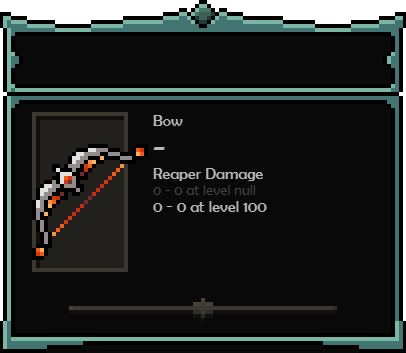 Bow
–
Reaper Damage
0 - 0 at level null
0 - 0 at level 100